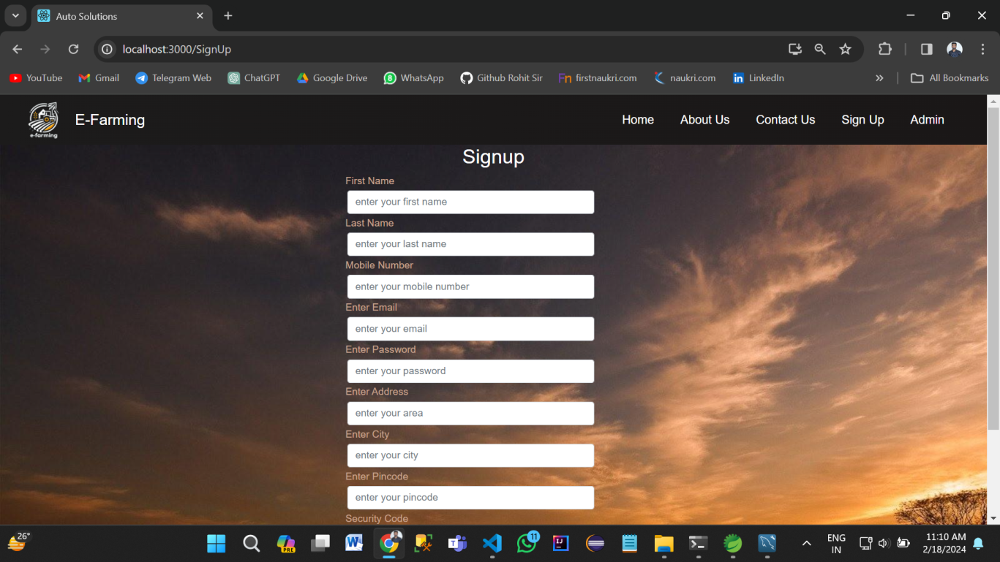 Auto Solutions
localhost:3000/SignUp
YouTube Gmail Telegram Web ChatGPT Google Drive 8 WhatsApp Github Rohit Sir Fn firstnaukri.com naukri.com in LinkedIn » All Bookmarks
e-farming E-Farming Home About Us Contact Us Sign Up Admin
Signup
First Name
enter your first name
Last Name
enter your last name
Mobile Number
enter your mobile number
Enter Email
enter your email
Enter Password
enter your password
Enter Address
enter your area
Enter City
enter your city
Enter Pincode
enter your pincode
Security Code
26° PRE W T 11 IJ ENG 11:10 AM
IN 2/18/2024